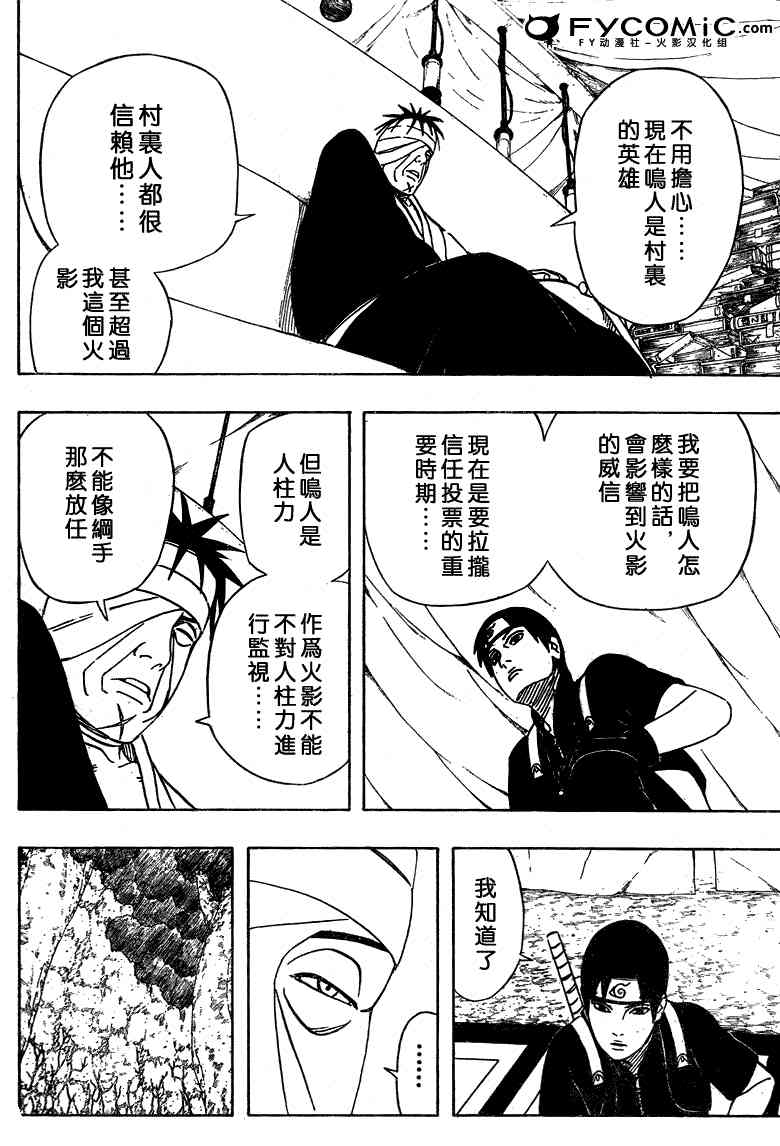 FYCOMiC.com
FY动漫社-火影汉化组
不用擔心……
現在鳴人是村裏
的英雄
村裏人都很
信賴他……
甚至超過
我這個火
影
我要把鳴人怎
麽樣的話，
會影響到火影
的威信
現在是要拉攏
信任投票的重
要時期……
但鳴人是
人柱力
作爲火影不能
不對人柱力進
行監視……
不能像綱手
那麽放任
我知道了
……